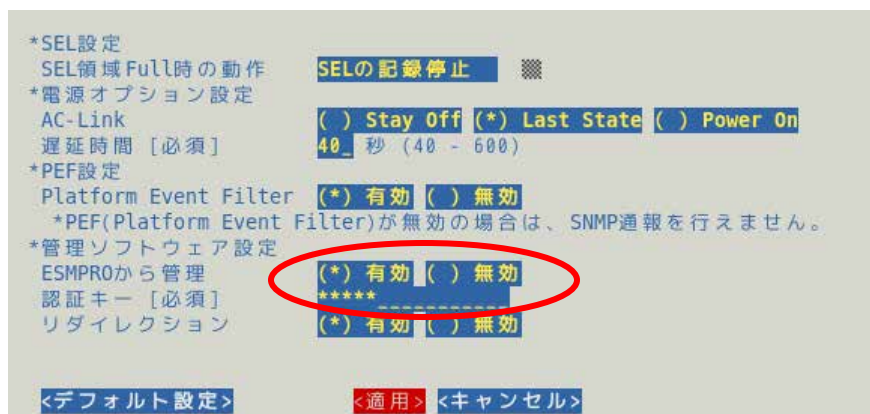 *SEL設定
SEL領域Full時の動作 SELの記録停止
*電源オプション設定
AC-Link ( ) Stay Off (*) Last State ( ) Power On
遅延時間 [必須] 40_ 秒 (40 - 600)
*PEF設定
Platform Event Filter (*) 有効 ( ) 無効
*PEF(Platform Event Filter)が無効の場合は、SNMP通報を行えません。
*管理ソフトウェア設定
ESMPROから管理 (*) 有効 ( ) 無効
認証キー [必須] *****___________
リダイレクション (*) 有効 ( ) 無効
<デフォルト設定> <適用> <キャンセル>